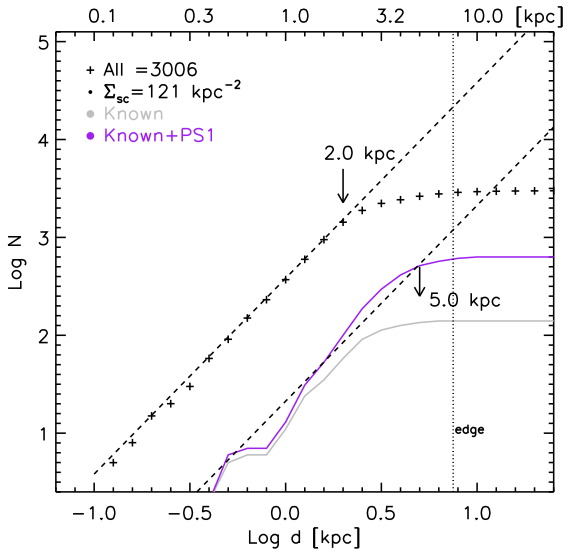 0.1 0.3 1.0 3.2 10.0 [kpc]
5
All =3006
Σsc=121 kpc−2
Known
Known+PS1
4
2.0 kpc
3
Log N
5.0 kpc
2
1
edge
−1.0 −0.5 0.0 0.5 1.0
Log d [kpc]